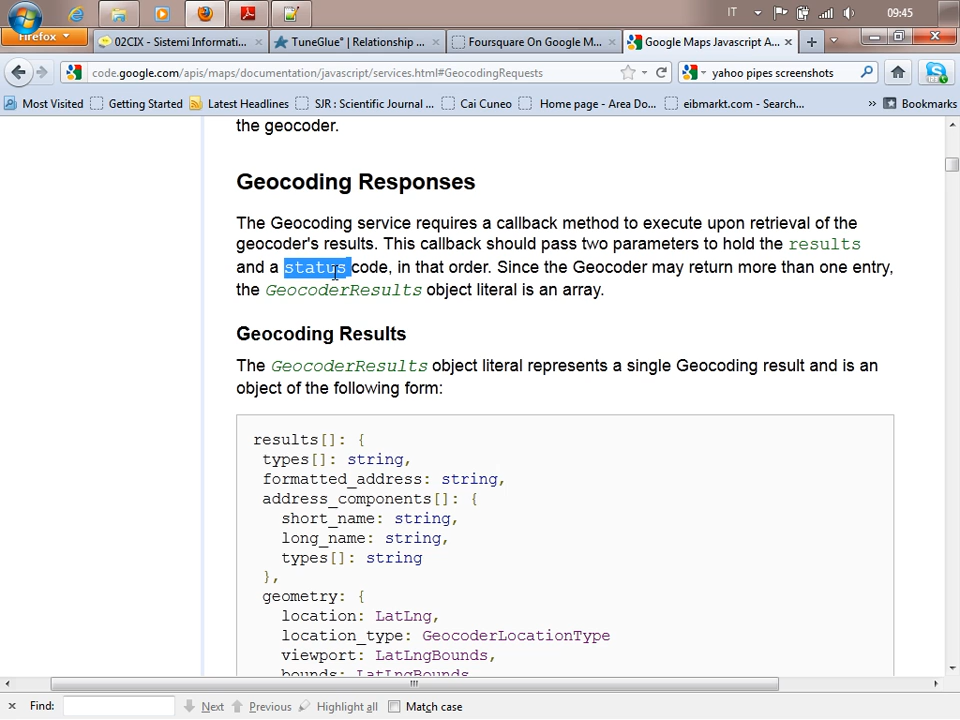 IT 09:45
Firefox 02CIX - Sistemi Informati... TuneGlue° | Relationship ... Foursquare On Google M... Google Maps Javascript A...
code.google.com/apis/maps/documentation/javascript/services.html#GeocodingRequests yahoo pipes screenshots
Most Visited Getting Started Latest Headlines SJR : Scientific Journal ... Cai Cuneo Home page - Area Do... eibmarkt.com - Search... » Bookmarks
the geocoder.
Geocoding Responses
The Geocoding service requires a callback method to execute upon retrieval of the
geocoder's results. This callback should pass two parameters to hold the results
and a status code, in that order. Since the Geocoder may return more than one entry,
the GeocoderResults object literal is an array.
Geocoding Results
The GeocoderResults object literal represents a single Geocoding result and is an
object of the following form:
results[]: {
types[]: string,
formatted_address: string,
address_components[]: {
short_name: string,
long_name: string,
types[]: string
},
geometry: {
location: LatLng,
location_type: GeocoderLocationType
viewport: LatLngBounds,
bounds: LatLngBounds
Find: Next Previous Highlight all Match case